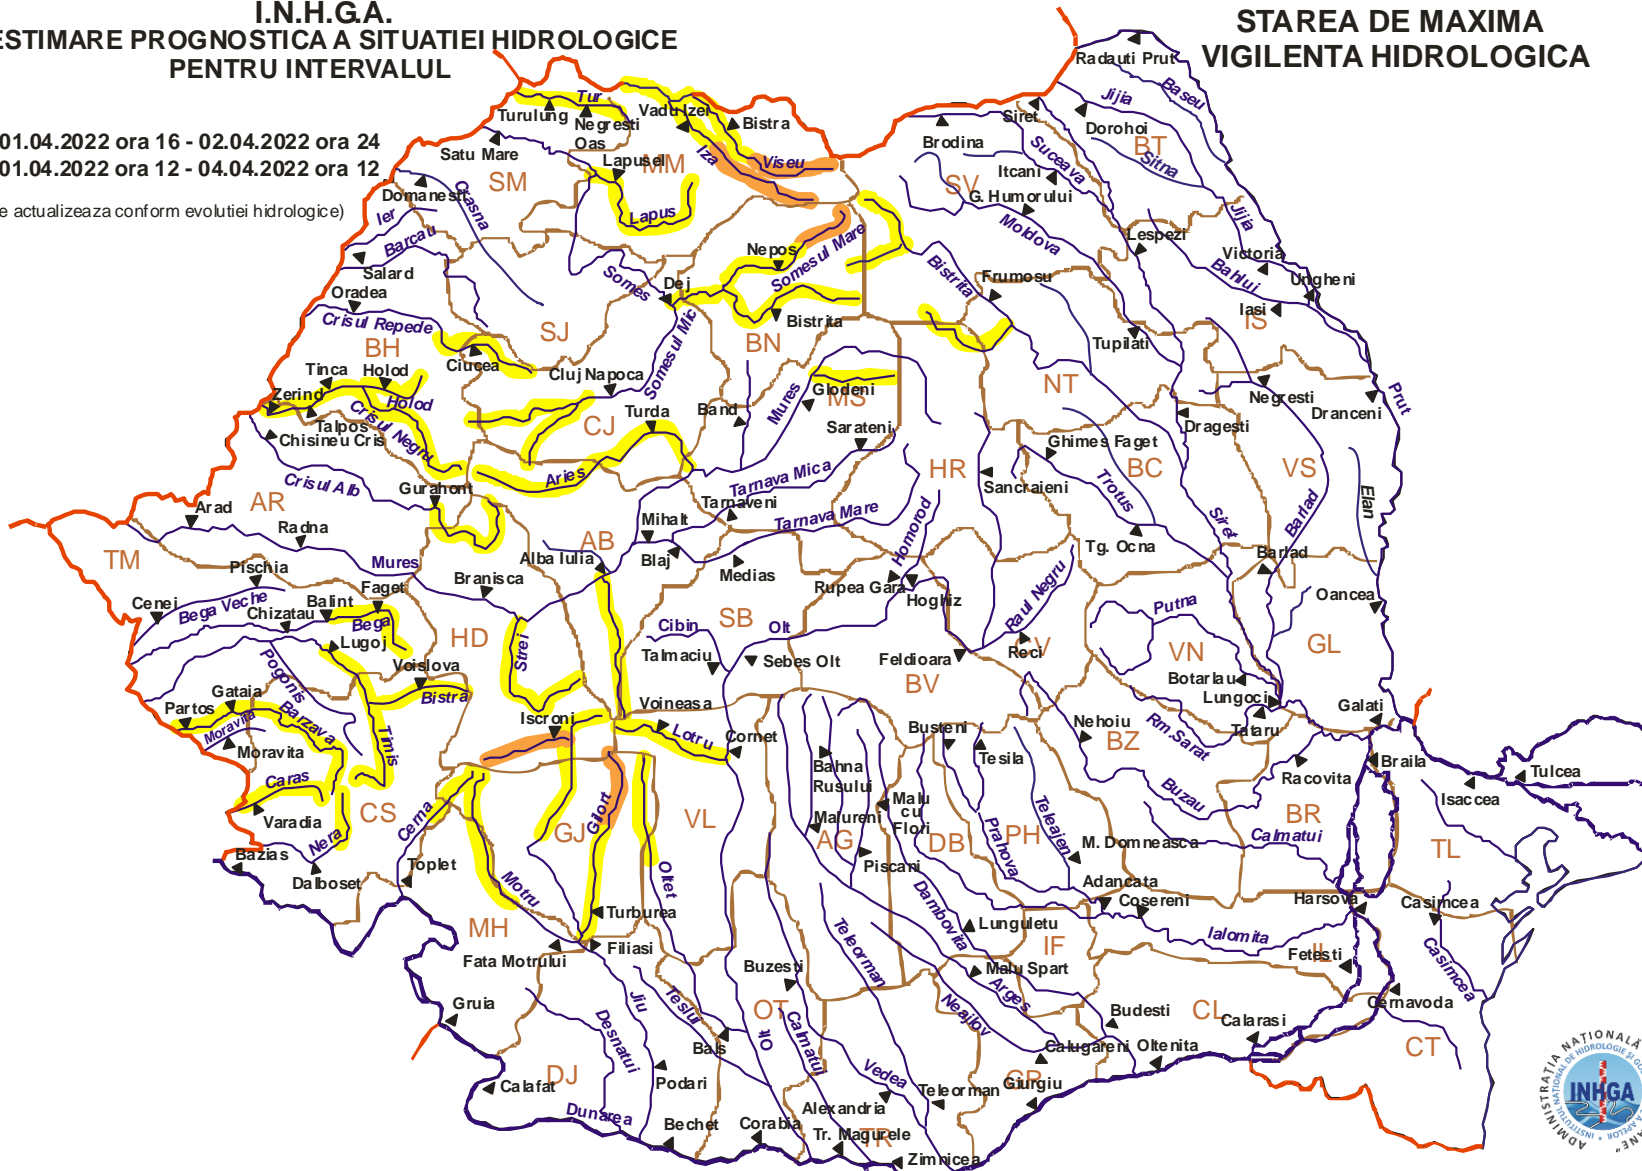 I.N.H.G.A.
ESTIMARE PROGNOSTICA A SITUATIEI HIDROLOGICE
PENTRU INTERVALUL
STAREA DE MAXIMA
VIGILENTA HIDROLOGICA
01.04.2022 ora 16 - 02.04.2022 ora 24
01.04.2022 ora 12 - 04.04.2022 ora 12
e actualizeaza conform evolutiei hidrologice)
Radauti Prut
Baseu
Jijia
Siret
Dorohoi
BT
Sitna
Tur
Turulung
Negresti
Oas
Vadu Izei
Bistra
Brodina
Suceava
Itcani
SV
G. Humorului
Satu Mare
SM
Lapusel
MM
Iza
Viseu
Domanesti
Crasna
Ier
Barcau
Lapus
Moldova
Lespezi
Jijia
Victoria
Bahlui
Ungheni
Iasi
IS
Salard
Oradea
Crisul Repede
BH
Somes
Nepos
Somesul Mare
Dej
Bistrita
Bistrita
Frumosu
Tupilati
SJ
Somesul Mic
BN
Ciucea
Cluj Napoca
Tinca
Holod
Holod
Zerind
Talpos
Crisul Negru
Chisineu Cris
CJ
Turda
Band
Mures
Glodeni
MS
Sarateni
NT
Negresti
Dranceni
Prut
Dragesti
Ghimes Faget
BC
VS
HR
Sancraieni
Trotus
Siret
Barlad
Elan
Aries
Tarnava Mica
Crisul Alb
Gurahont
AR
Arad
Radna
Mures
TM
Pischia
Tarnaveni
Tarnava Mare
Mihalt
AB
Alba Iulia
Blaj
Medias
Homorod
Rupea Gara
Hoghiz
Tg. Ocna
Barlad
Oancea
Branisca
Faget
Balint
Bega
Cenei
Bega Veche
Chizatau
Lugoj
HD
Strei
SB
Cibin
Olt
Talmaciu
Sebes Olt
Raul Negru
Reci
Feldioara
BV
Putna
VN
Botarlau
Lungoci
GL
Galati
Voislova
Bistra
Pogonis
Gataia
Partos
Moravita
Barzava
Moravita
Timis
Caras
Varadia
CS
Nera
Bazias
Dalboset
Cerna
Toplet
Iscroni
Voineasa
Lotru
Cornet
Busteni
Tesila
Nehoiu
BZ
Rm.Sarat
Tataru
Racovita
Braila
Isaccea
Tulcea
Bahna
Rusului
Malureni
Malu
cu
Flori
AG
Piscani
DB
PH
Prahova
Teleajen
M. Domneasca
Buzau
BR
Calmatui
TL
GJ
Gilort
VL
Oltet
Motru
Turburea
MH
Fata Motrului
Filiasi
Adancata
Cosereni
Harsova
Casimcea
Casimcea
Dambovita
Lunguletu
IF
Ialomita
IL
Fetesti
Teleorman
Malu Spart
Arges
Neajlov
Buzesti
OT
Calmatui
Olt
Teslui
Jiu
Desnatui
Gruia
Bals
Podari
DJ
Calafat
Dunarea
Bechet
Corabia
Vedea
Alexandria
Tr. Magurele
TR
Zimnicea
Teleorman
Giurgiu
GR
Calugareni
Oltenita
Budesti
CL
Calarasi
Cernavoda
CT
INHGA